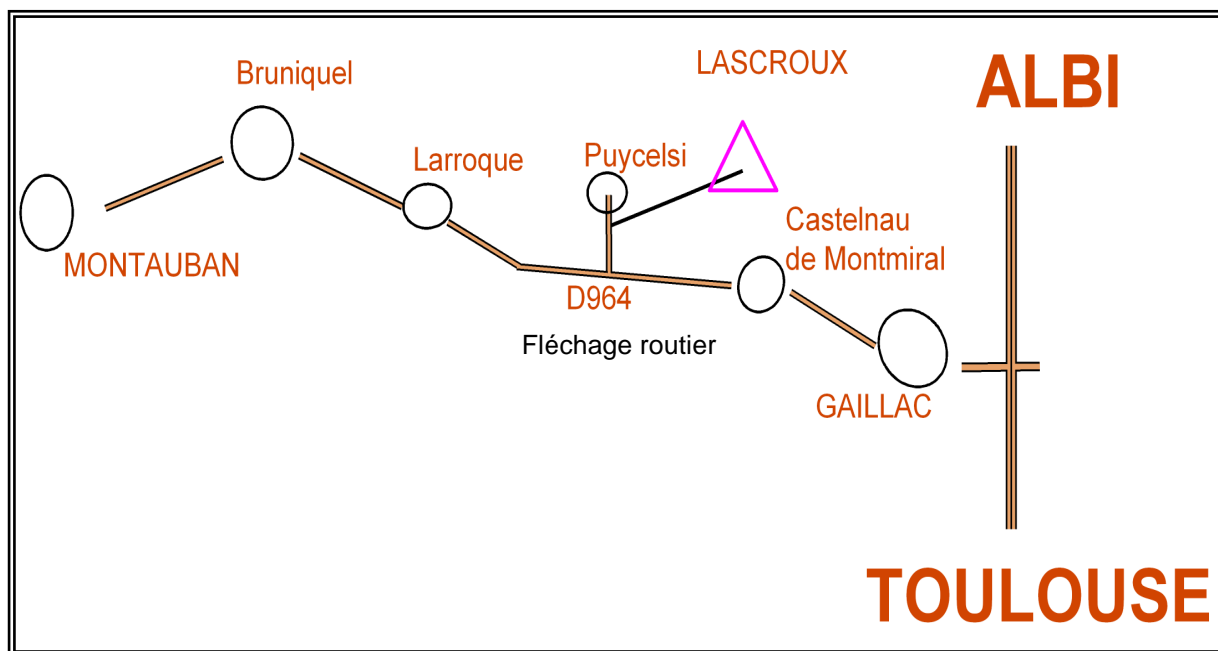 LASCROUX
ALBI
Bruniquel
Larroque
Puycelsi
Castelnau
de Montmiral
MONTAUBAN
D964
Fléchage routier
GAILLAC
TOULOUSE